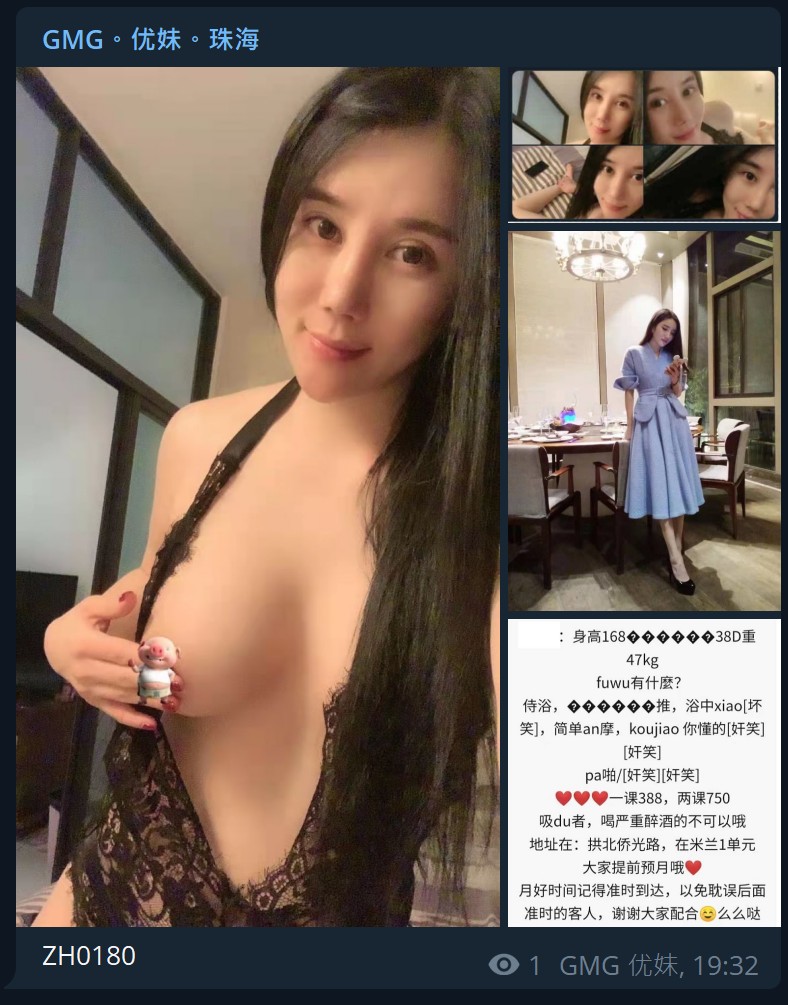 GMG。优妹。珠海
：身高168������38D重
47kg
fuwu有什麼？
侍浴，������推，浴中xiao[坏
笑]，简单an摩，koujiao 你懂的[奸笑]
[奸笑]
pa啪/[奸笑][奸笑]
❤️❤️❤️一课388，两课750
吸du者，喝严重醉酒的不可以哦
地址在：拱北侨光路，在米兰1单元
大家提前预月哦❤️
月好时间记得准时到达，以免耽误后面
准时的客人，谢谢大家配合😊么么哒
ZH0180
1 GMG 优妹, 19:32